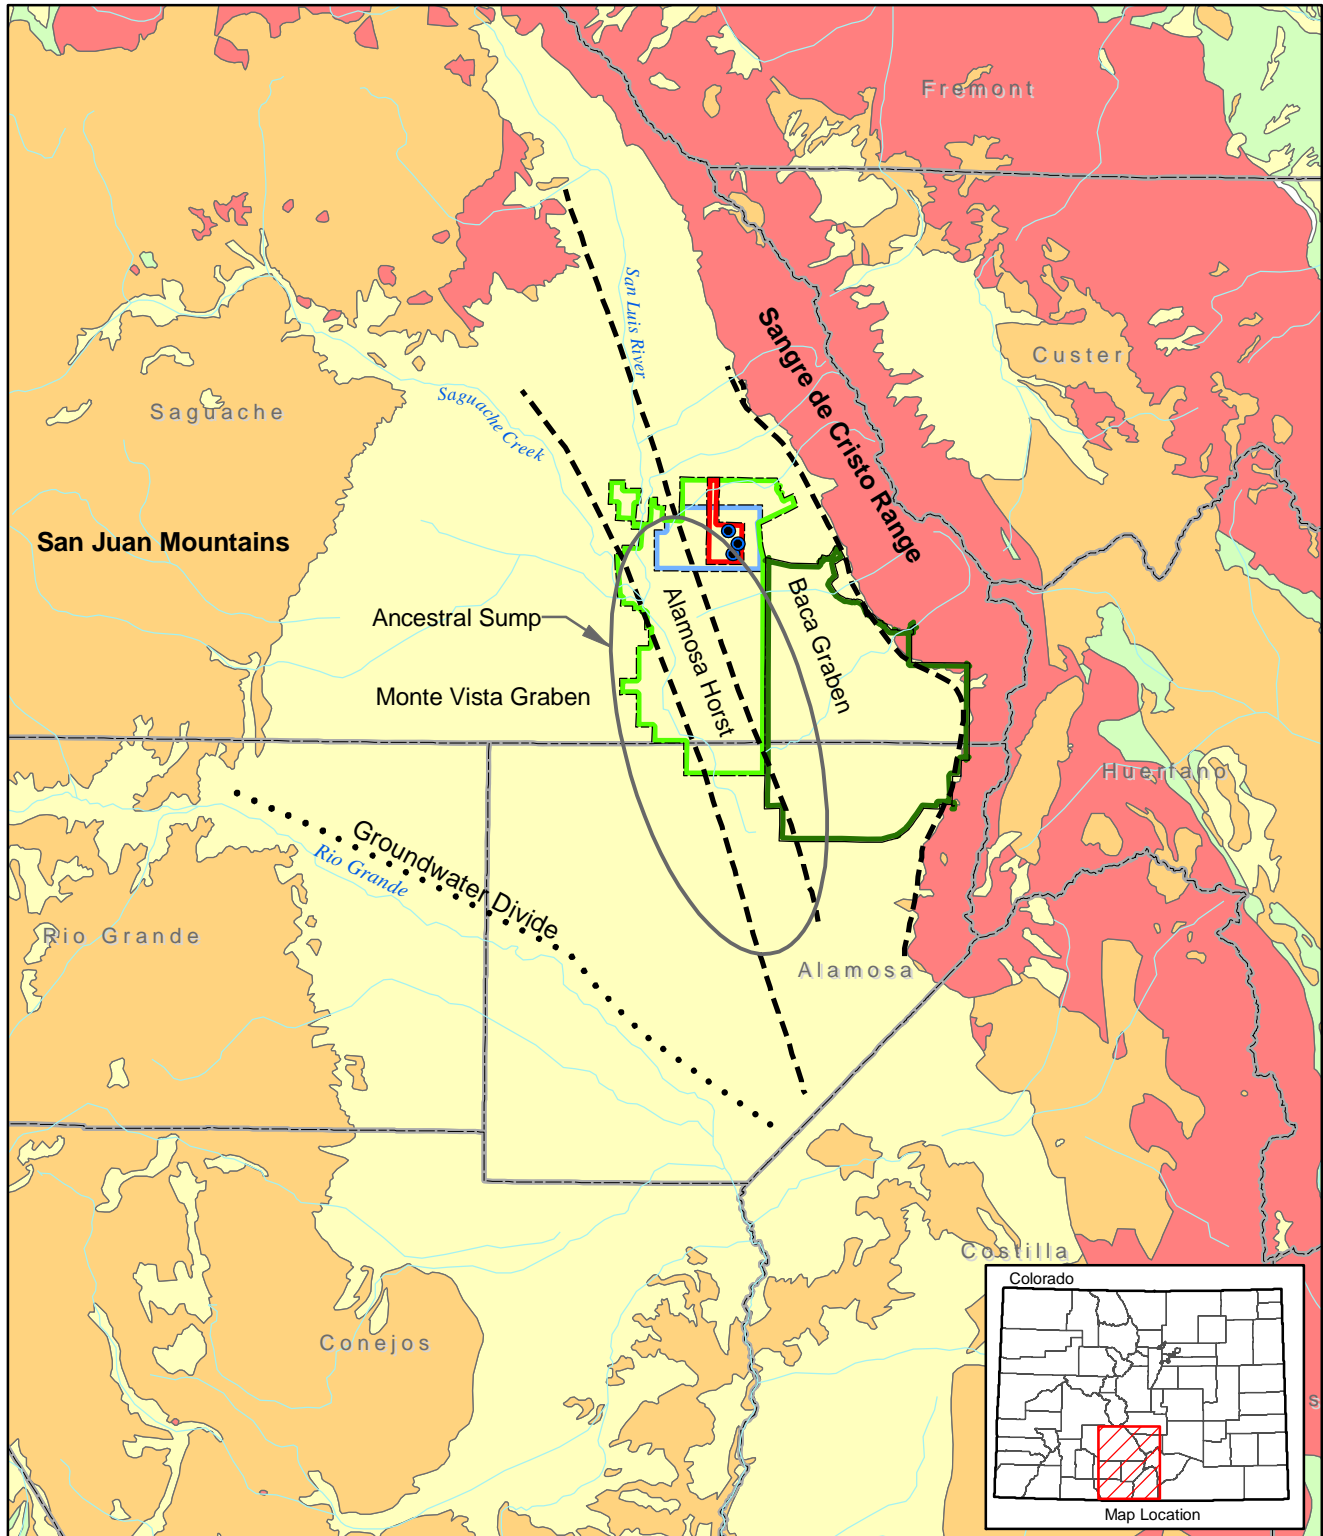 Fremont
San Luis River
Sangre de Cristo Range
Custer
Saguache
Saguache Creek
San Juan Mountains
Ancestral Sump
Alamosa Horst
Baca Graben
Monte Vista Graben
Huerfano
Groundwater Divide
Rio Grande
Rio Grande
Alamosa
Costilla
Conejos
Colorado
Map Location
s